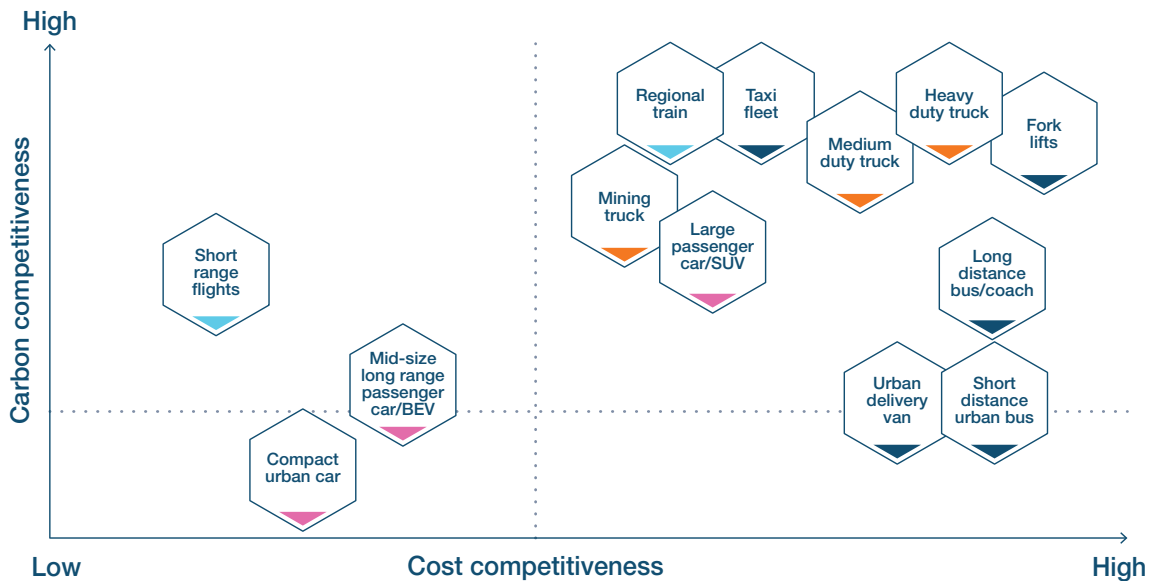 High
Carbon competitiveness
Regional
train
Taxi
fleet
Heavy
duty truck
Medium
duty truck
Fork
lifts
Mining
truck
Large
passenger
car/SUV
Short
range
flights
Long
distance
bus/coach
Mid-size
long range
passenger
car/BEV
Urban
delivery
van
Short
distance
urban bus
Compact
urban car
Low
Cost competitiveness
High